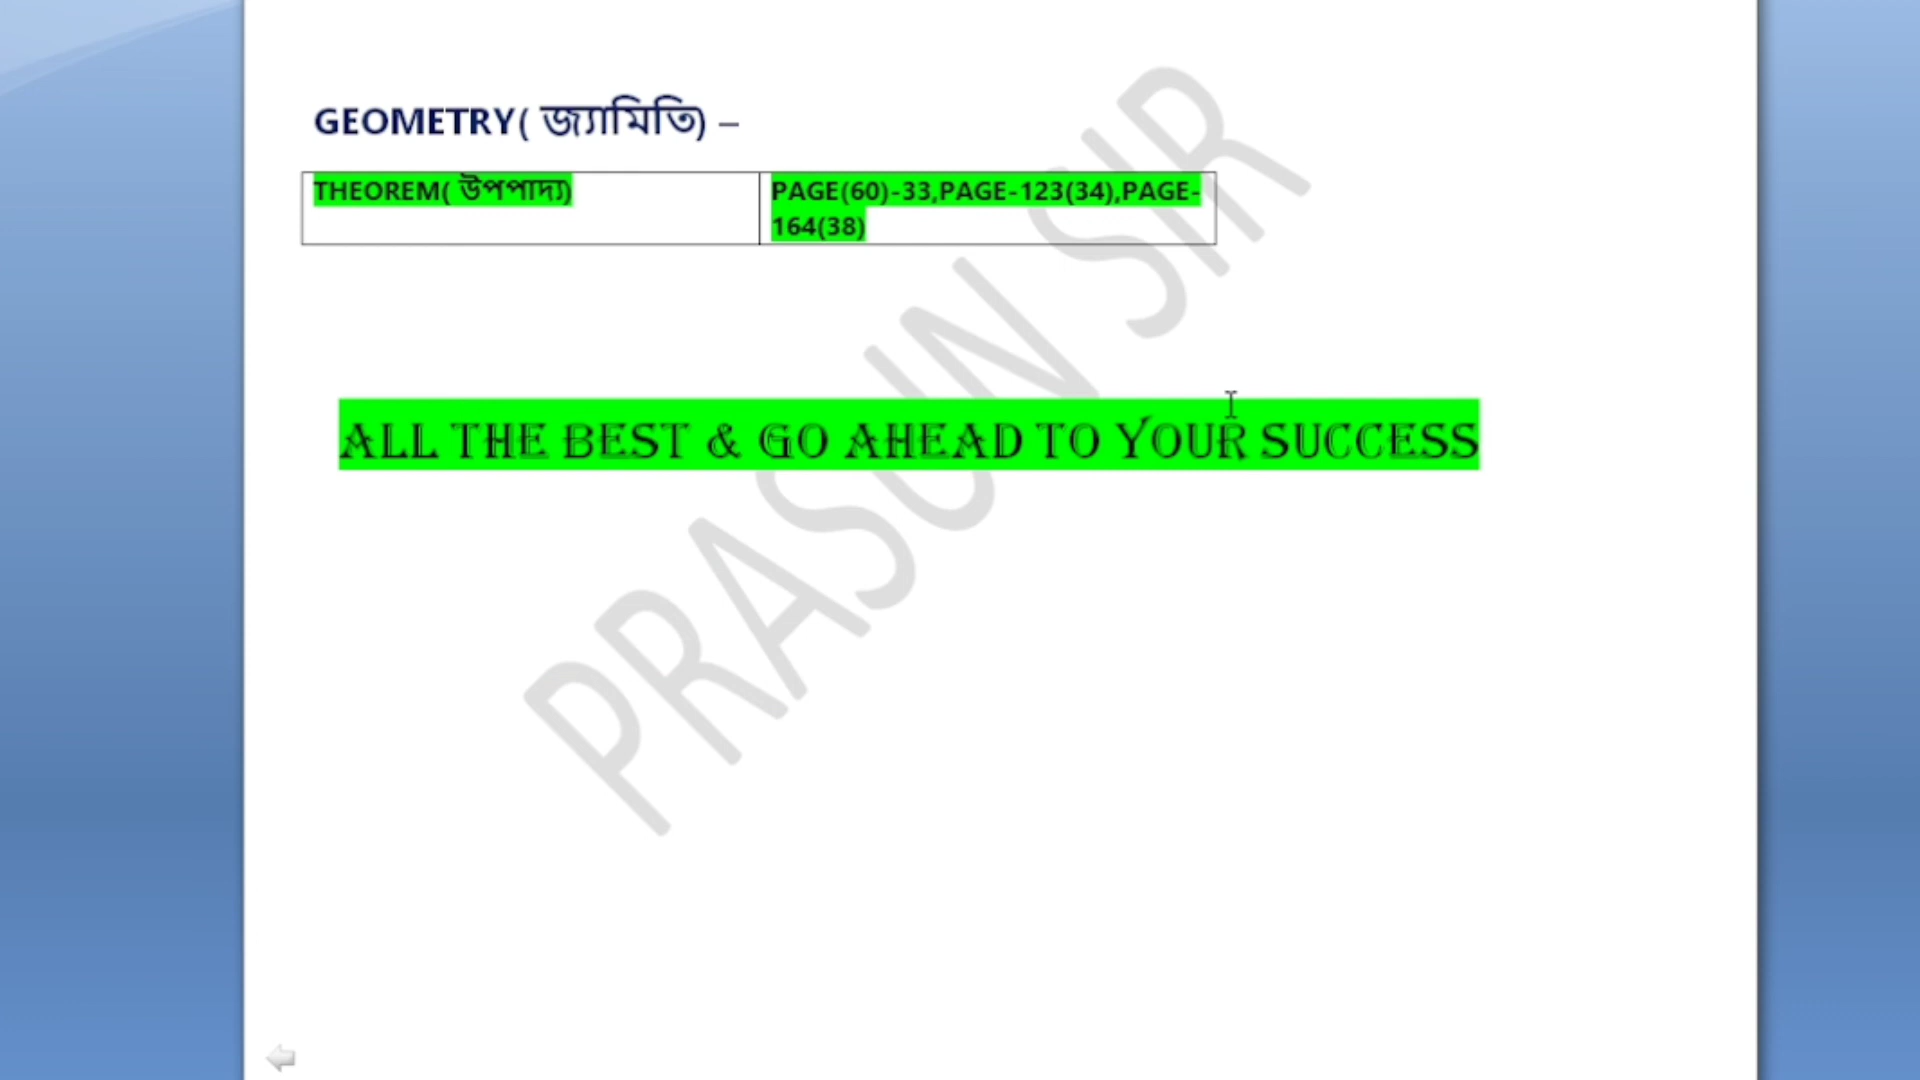 GEOMETRY( জ্যামিতি) –
THEOREM( উপপাদ্য)
PAGE(60)-33,PAGE-123(34),PAGE-
164(38)
ALL THE BEST & GO AHEAD TO YOUR SUCCESS
PRASUN SIR